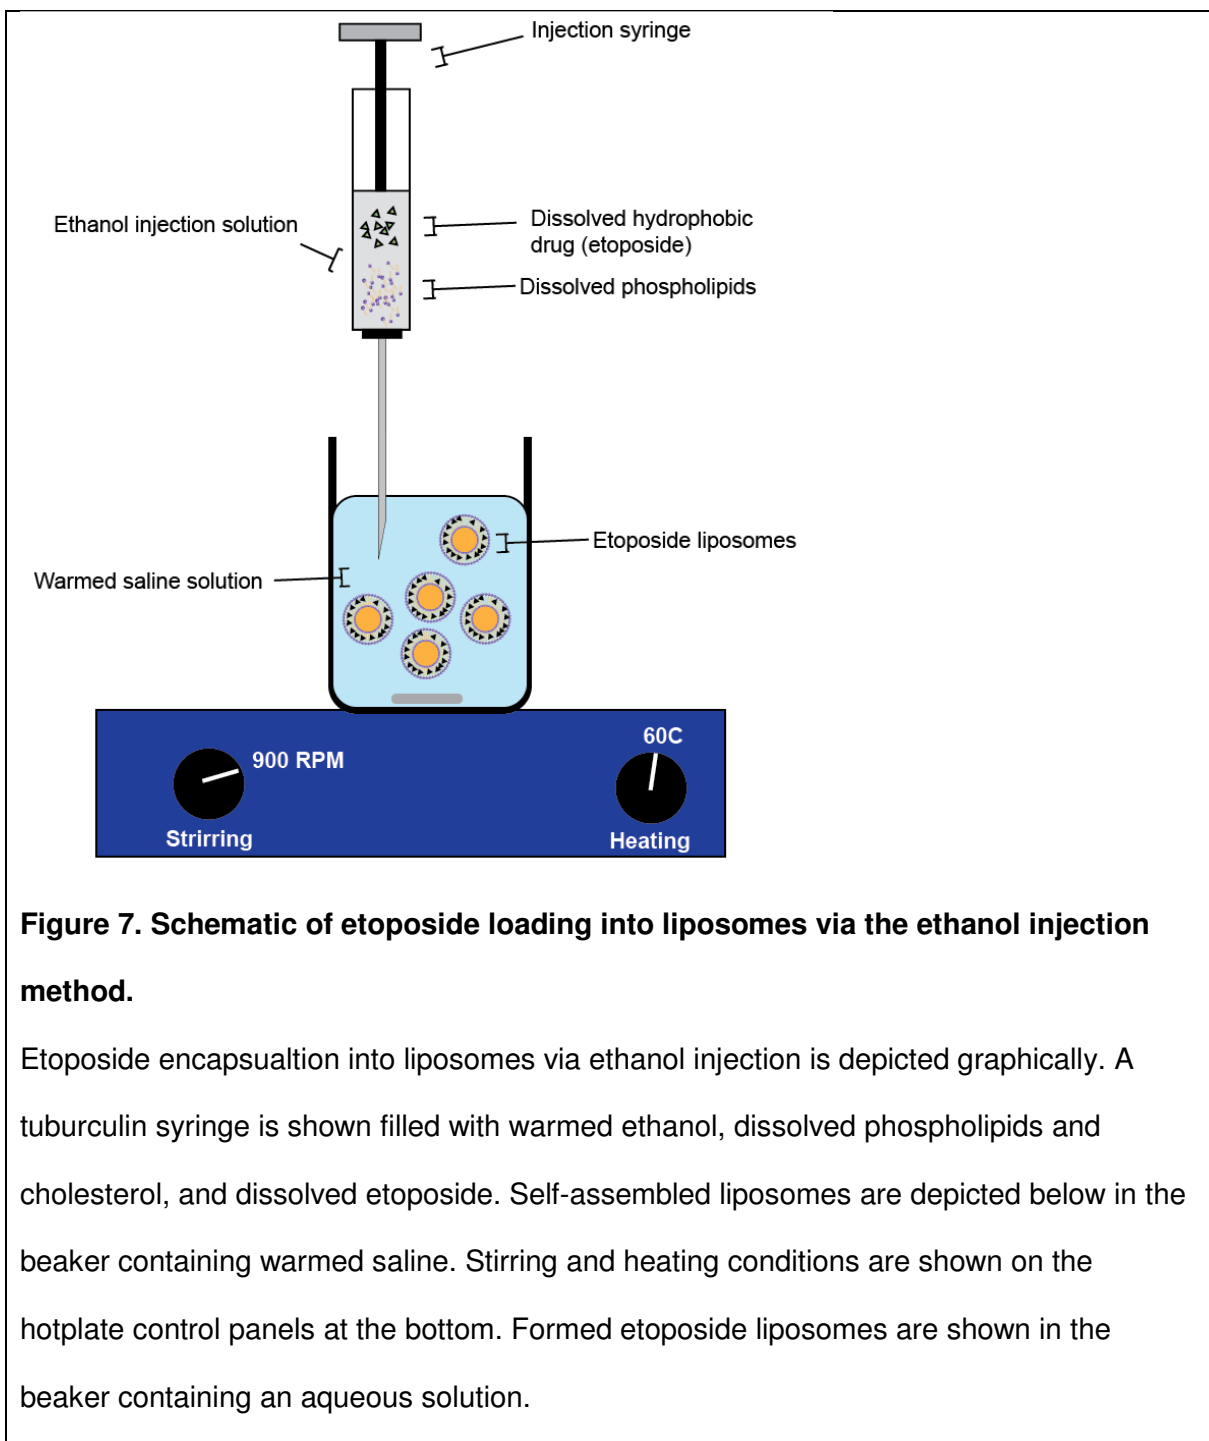 Injection syringe
Ethanol injection solution
Dissolved hydrophobic
drug (etoposide)
Dissolved phospholipids
Etoposide liposomes
Warmed saline solution
60C
900 RPM
Strirring
Heating
Figure 7. Schematic of etoposide loading into liposomes via the ethanol injection
method.
Etoposide encapsualtion into liposomes via ethanol injection is depicted graphically. A
tuburculin syringe is shown filled with warmed ethanol, dissolved phospholipids and
cholesterol, and dissolved etoposide. Self-assembled liposomes are depicted below in the
beaker containing warmed saline. Stirring and heating conditions are shown on the
hotplate control panels at the bottom. Formed etoposide liposomes are shown in the
beaker containing an aqueous solution.